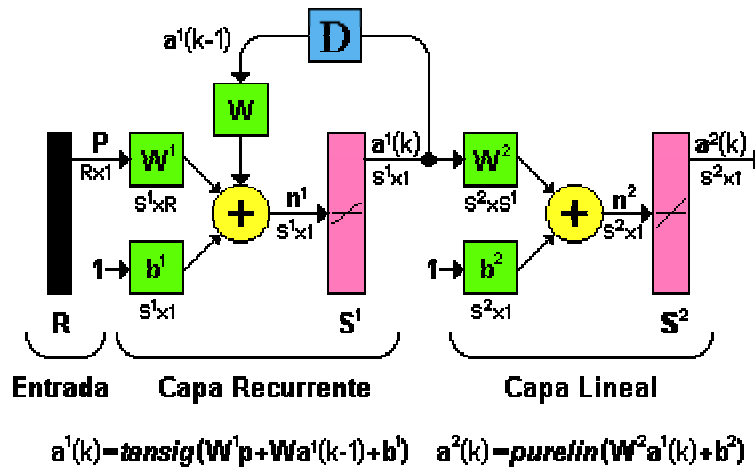 D
a¹(k-1)
W
P
R×1
W¹
S¹×R
1
b¹
S¹×1
+
n¹
S¹×1
a¹(k)
S¹×1
W²
S²×S¹
1
b²
S²×1
+
n²
S²×1
a²(k)
S²×1
R
S¹
S²
Entrada
Capa Recurrente
Capa Lineal
a¹(k)=tansig(W¹p+Wa¹(k-1)+b¹)
a²(k)=purelin(W²a¹(k)+b²)